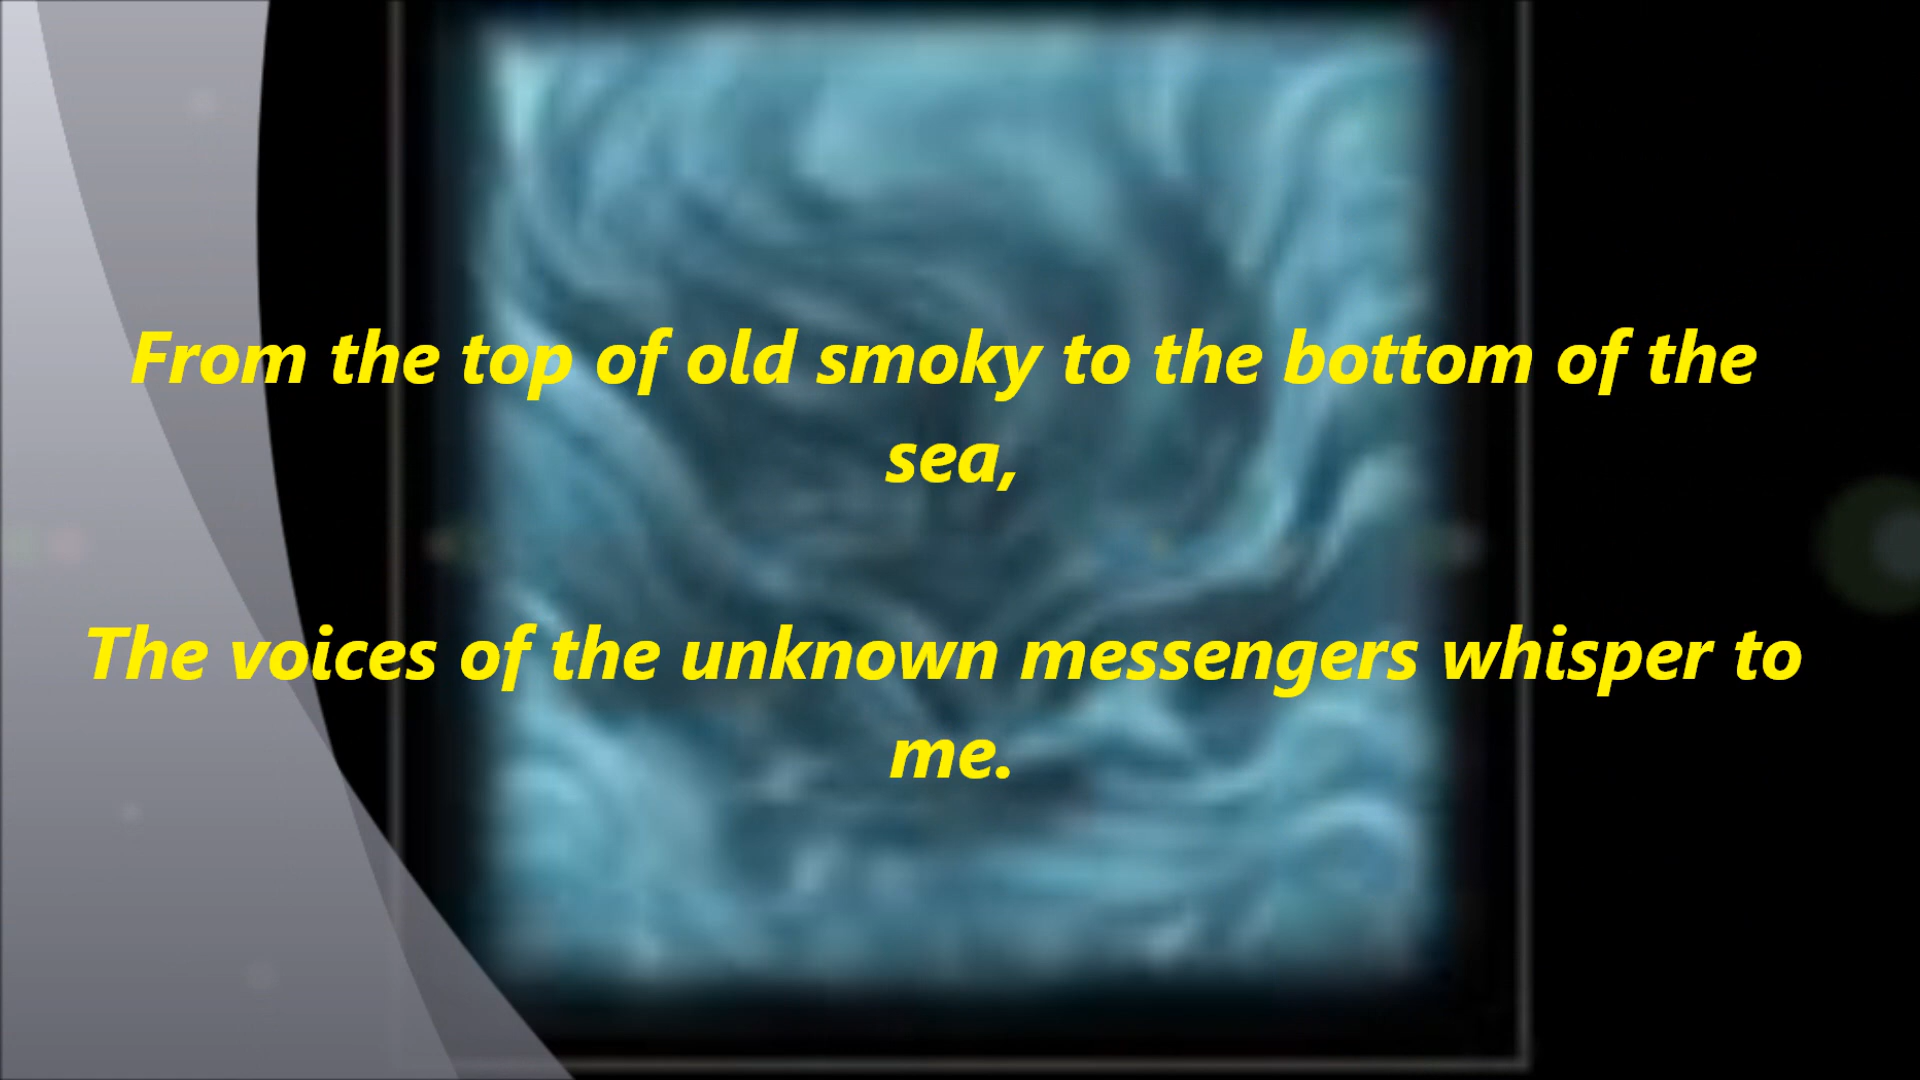 From the top of old smoky to the bottom of the
sea,
The voices of the unknown messengers whisper to
me.